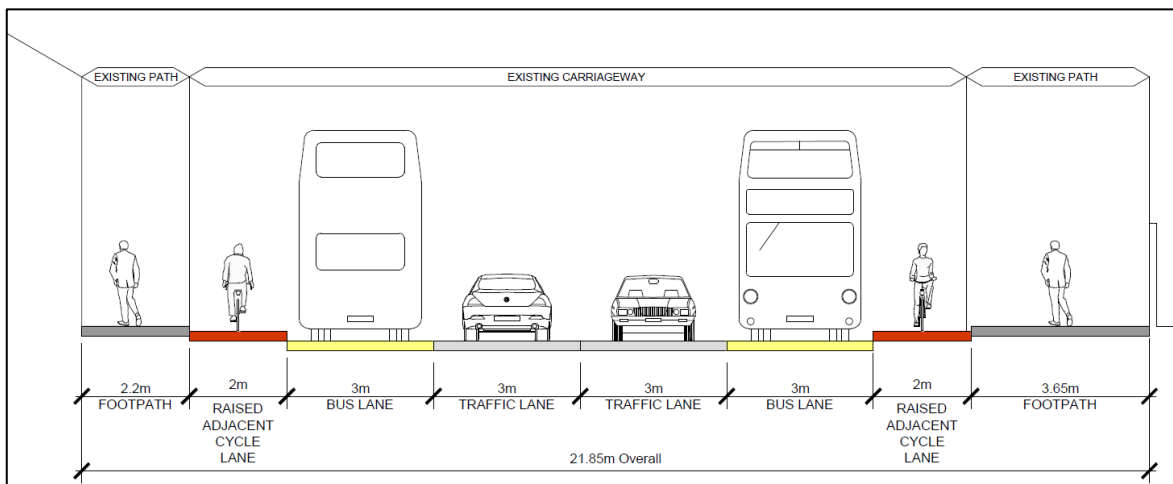 EXISTING PATH
EXISTING CARRIAGEWAY
EXISTING PATH
2.2m
2m
3m
3m
3m
3m
2m
3.65m
FOOTPATH
RAISED
ADJACENT
CYCLE
LANE
BUS LANE
TRAFFIC LANE
TRAFFIC LANE
BUS LANE
RAISED
ADJACENT
CYCLE
LANE
FOOTPATH
21.85m Overall